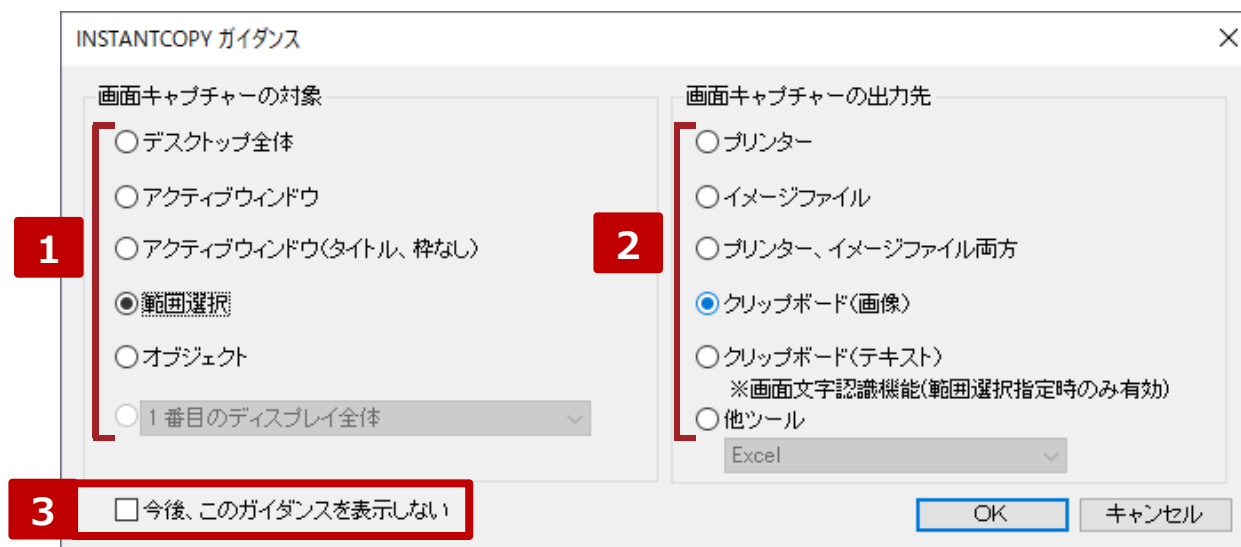 INSTANTCOPY ガイダンス
画面キャプチャーの対象
デスクトップ全体
アクティブウィンドウ
1
アクティブウィンドウ(タイトル、枠なし)
範囲選択
オブジェクト
1番目のディスプレイ全体
画面キャプチャーの出力先
プリンター
イメージファイル
2
プリンター、イメージファイル両方
クリップボード(画像)
クリップボード(テキスト)
※画面文字認識機能(範囲選択指定時のみ有効)
他ツール
Excel
3
今後、このガイダンスを表示しない
OK
キャンセル